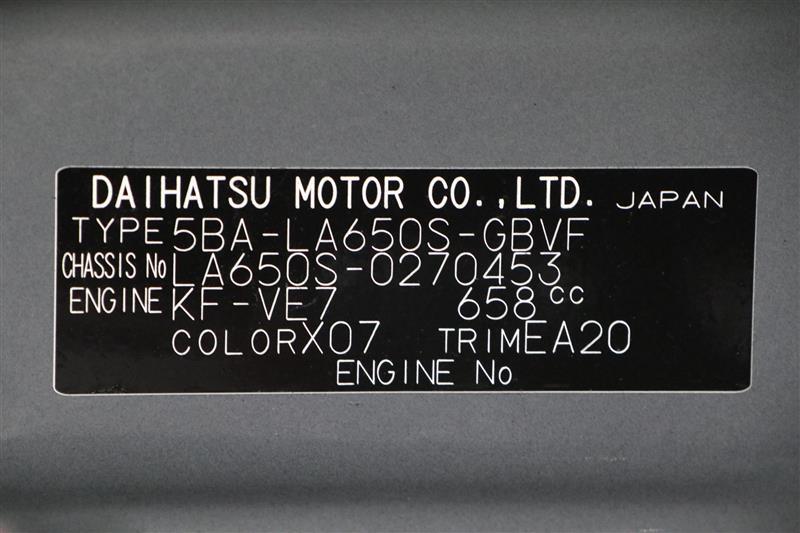 DAIHATSU MOTOR CO.,LTD. JAPAN
TYPE 5BA-LA650S-GBVF
CHASSIS No LA650S-0270453
ENGINE KF-VE7 658cc
COLOR X07 TRIM EA20
ENGINE No